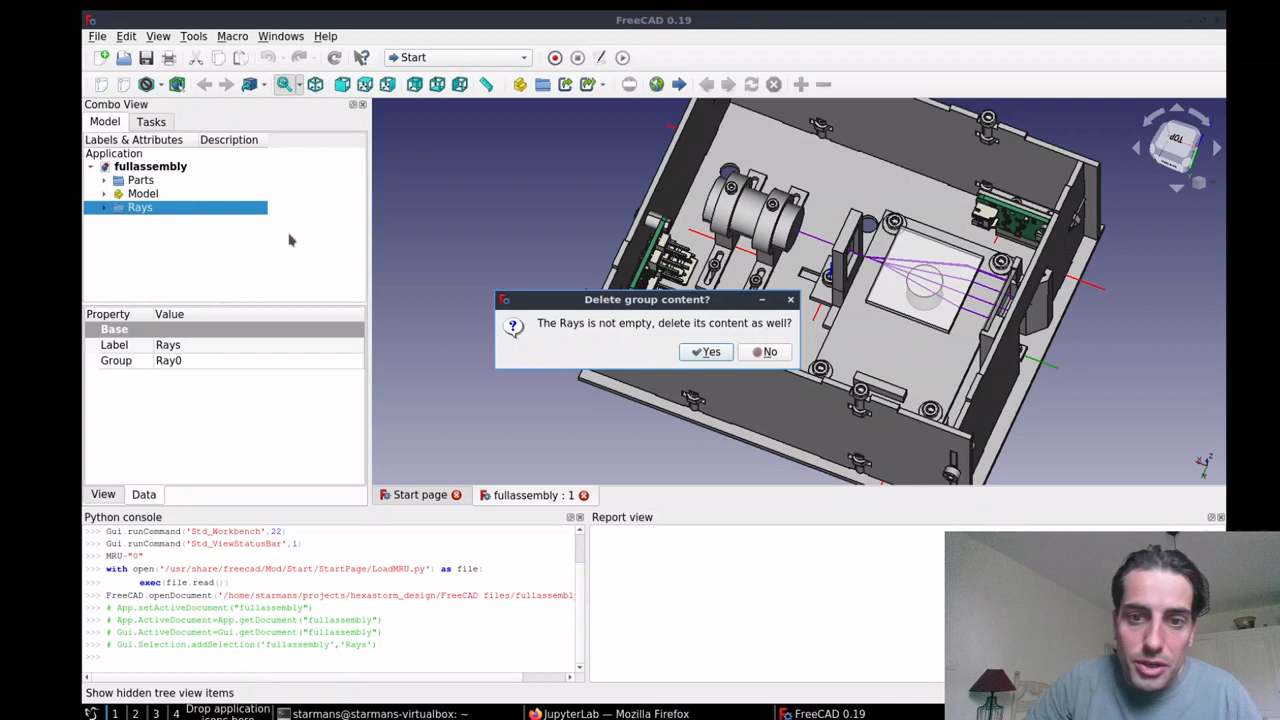 FreeCAD 0.19
File Edit View Tools Macro Windows Help
Start
Combo View
Model Tasks
Labels & Attributes Description
Application
fullassembly
Parts
Model
Rays
TOP
Delete group content?
The Rays is not empty, delete its content as well?
Yes No
Property Value
Base
Label Rays
Group Ray0
View Data
Start page fullassembly : 1
Python console
>>> Gui.runCommand('Std_Workbench',22)
>>> Gui.runCommand('Std_ViewStatusBar',1)
>>> MRU="0"
>>> with open('/usr/share/freecad/Mod/Start/StartPage/LoadMRU.py') as file:
>>> exec(file.read())
>>> FreeCAD.openDocument('/home/starmans/projects/hexastorm_design/FreeCAD files/fullassembl
>>> # App.setActiveDocument("fullassembly")
>>> # App.ActiveDocument=App.getDocument("fullassembly")
>>> # Gui.ActiveDocument=Gui.getDocument("fullassembly")
>>> # Gui.Selection.addSelection('fullassembly','Rays')
>>>
Report view
Show hidden tree view items
1 2 3 4 Drop application icons here starmans@starmans-virtualbox: ~ JupyterLab — Mozilla Firefox FreeCAD 0.19